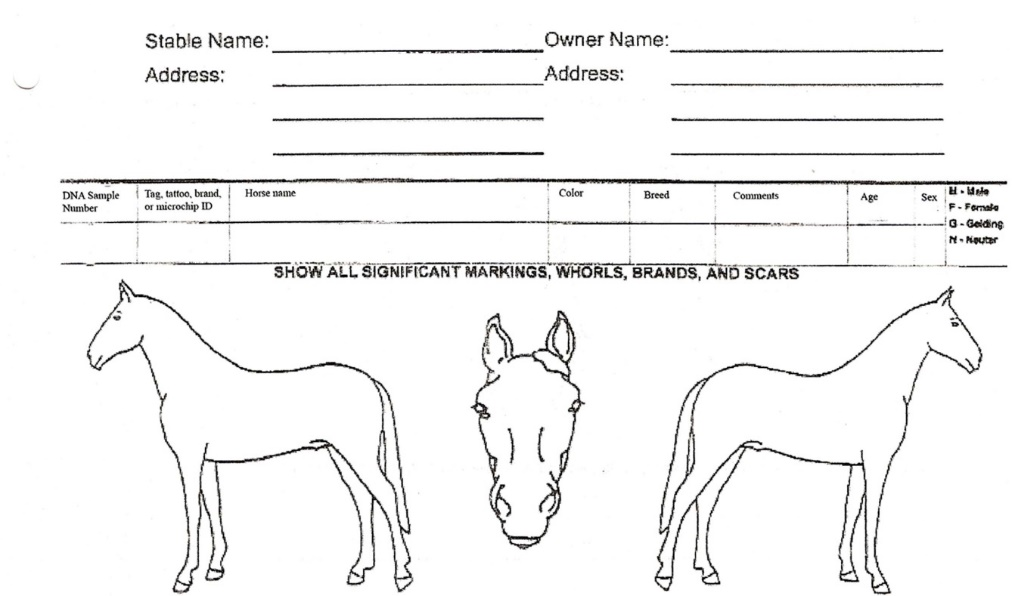 Stable Name: Owner Name:
Address: Address:
DNA Sample Number
Tag, tattoo, brand, or microchip ID
Horse name
Color
Breed
Comments
Age
Sex
M - Male
F - Female
G - Gelding
N - Neuter
SHOW ALL SIGNIFICANT MARKINGS, WHORLS, BRANDS, AND SCARS